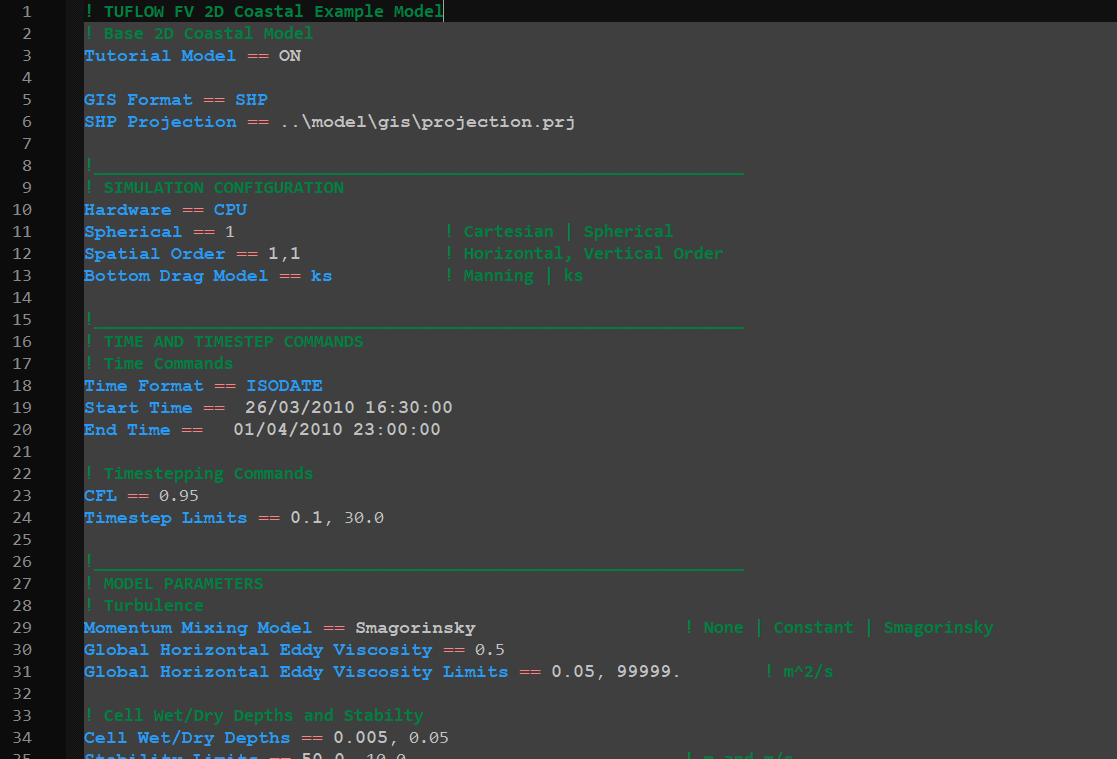 1 ! TUFLOW FV 2D Coastal Example Model
2 ! Base 2D Coastal Model
3 Tutorial Model == ON
4
5 GIS Format == SHP
6 SHP Projection == ..\model\gis\projection.prj
7
8 !_________________________________________________________________
9 ! SIMULATION CONFIGURATION
10 Hardware == CPU
11 Spherical == 1 ! Cartesian | Spherical
12 Spatial Order == 1,1 ! Horizontal, Vertical Order
13 Bottom Drag Model == ks ! Manning | ks
14
15 !_________________________________________________________________
16 ! TIME AND TIMESTEP COMMANDS
17 ! Time Commands
18 Time Format == ISODATE
19 Start Time == 26/03/2010 16:30:00
20 End Time == 01/04/2010 23:00:00
21
22 ! Timestepping Commands
23 CFL == 0.95
24 Timestep Limits == 0.1, 30.0
25
26 !_________________________________________________________________
27 ! MODEL PARAMETERS
28 ! Turbulence
29 Momentum Mixing Model == Smagorinsky ! None | Constant | Smagorinsky
30 Global Horizontal Eddy Viscosity == 0.5
31 Global Horizontal Eddy Viscosity Limits == 0.05, 99999. ! m^2/s
32
33 ! Cell Wet/Dry Depths and Stabilty
34 Cell Wet/Dry Depths == 0.005, 0.05
35 Stability Limits == 50.0, 10.0 ! m and m/s